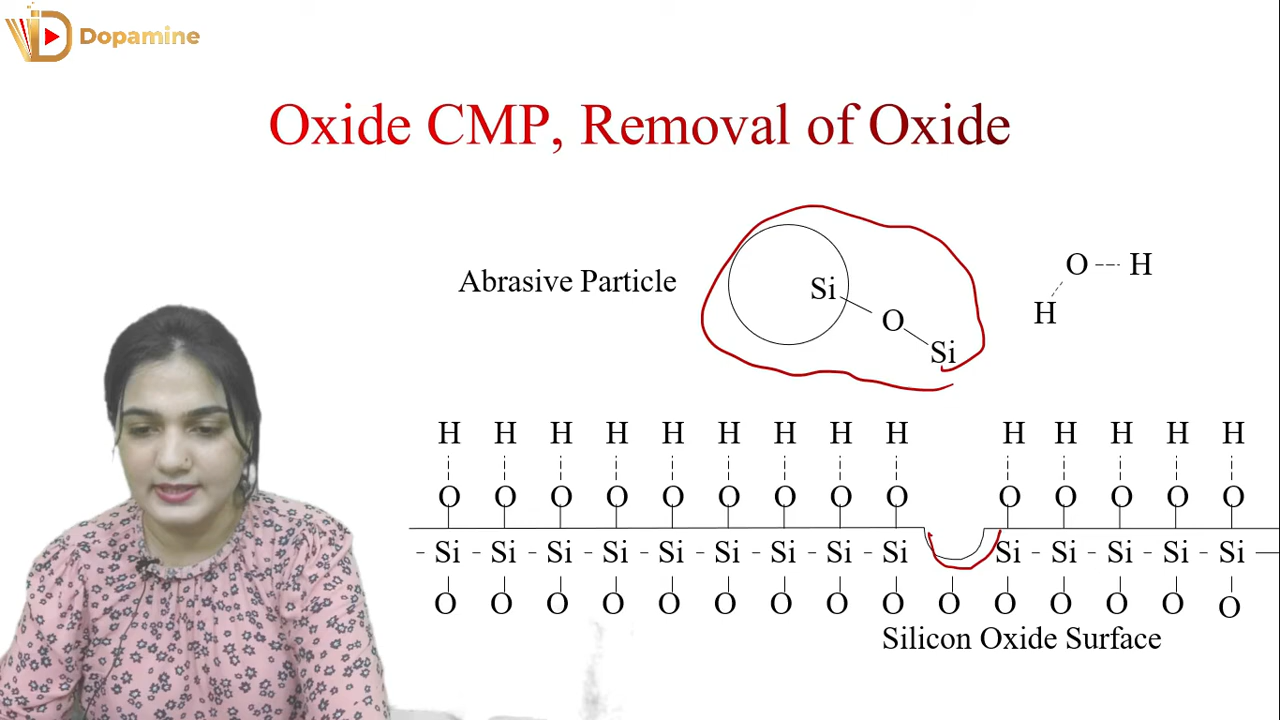 Dopamine
Oxide CMP, Removal of Oxide
Abrasive Particle
Si
O
Si
O H
H
H H H H H H H H H H H H H H
O O O O O O O O O O O O O O
- Si - Si - Si - Si - Si - Si - Si - Si - Si Si - Si - Si - Si - Si —
O O O O O O O O O O O O O O O
Silicon Oxide Surface